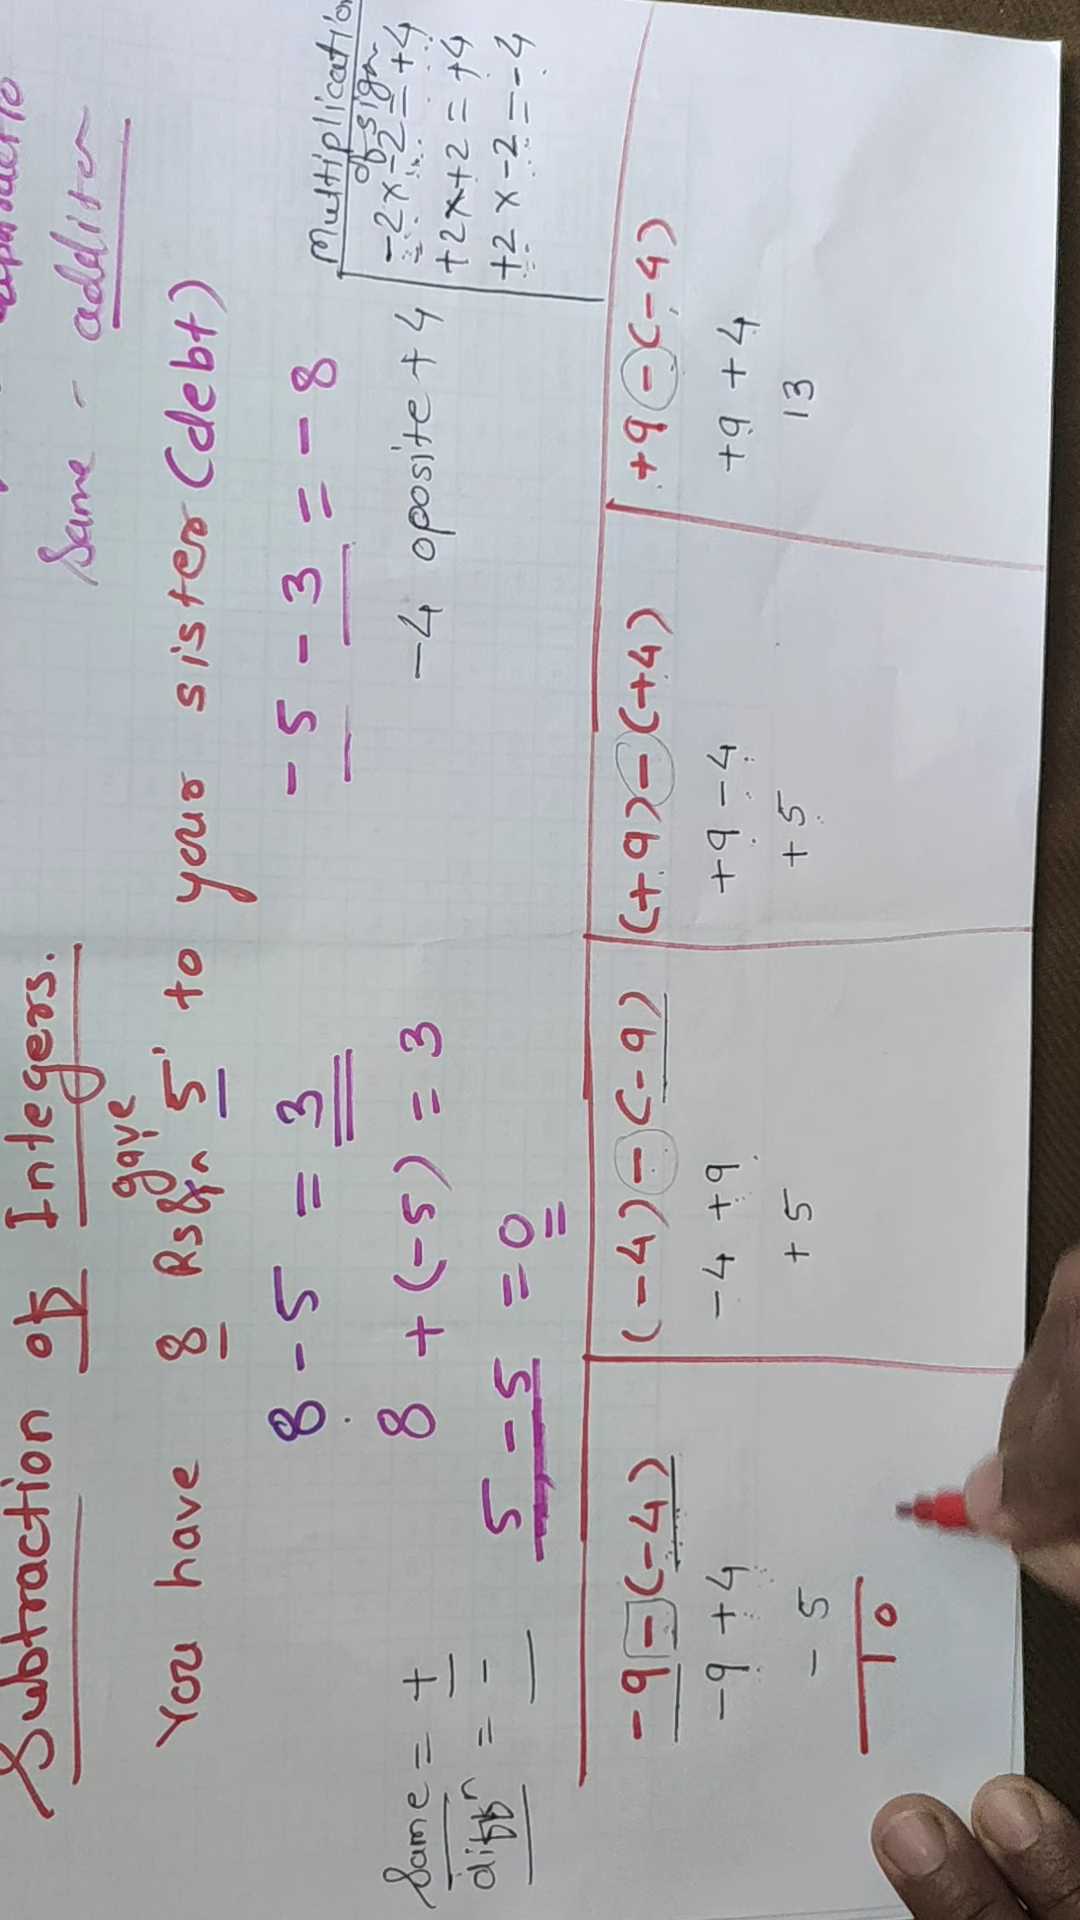 Same - addition
Subtraction of Integers.
gave
You have 8 Rs 5 to your sister (debt)
8 - 5 = 3
- 5 - 3 = - 8
8 + (-5) = 3
-4 oposite + 4
5 - 5 = 0
Same = +
diffn = -
Multiplication
of sign
-2 x -2 = +4
+2 x +2 = +4
+2 x -2 = -4
-9 - (-4)
-9 + 4
- 5
0
(-4) - (-9)
-4 + 9
+ 5
(+9) - (+4)
+9 - 4
+ 5
+9 - (-4)
+9 + 4
13